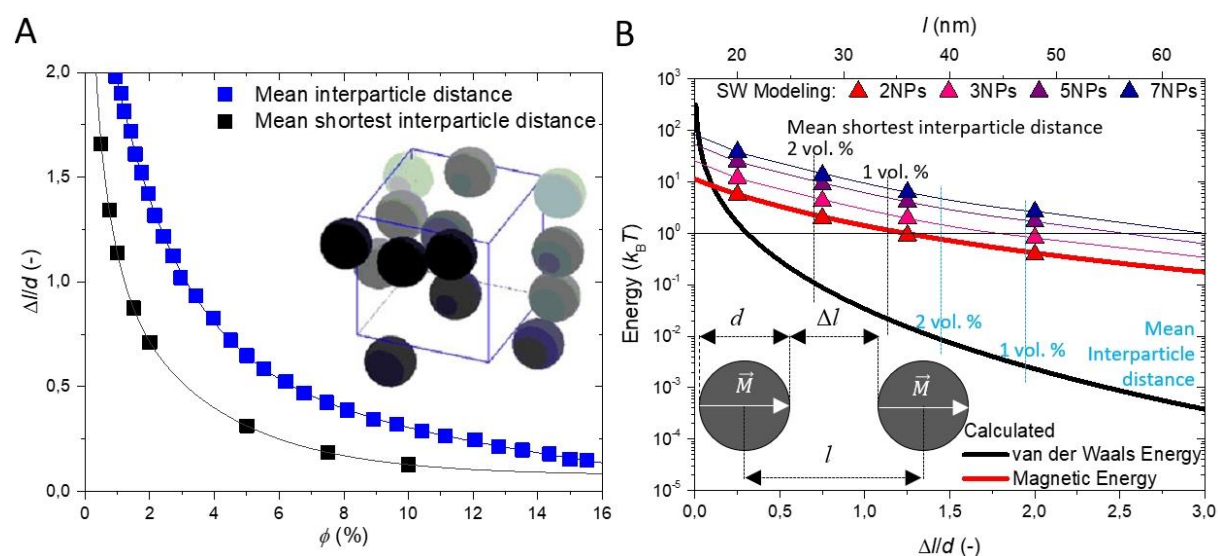 A
2,0
1,5
1,0
0,5
0,0
Δl/d (-)
0
2
4
6
8
10
12
14
16
ϕ (%)
Mean interparticle distance
Mean shortest interparticle distance
B
l (nm)
20
30
40
50
60
10³
10²
10¹
10⁰
10⁻¹
10⁻²
10⁻³
10⁻⁴
10⁻⁵
Energy (k_BT)
SW Modeling: 2NPs 3NPs 5NPs 7NPs
Mean shortest interparticle distance
2 vol. %
1 vol. %
2 vol. %
1 vol. %
Mean
Interparticle
distance
d
Δl
M
M
l
Calculated
van der Waals Energy
Magnetic Energy
0,0
0,5
1,0
1,5
2,0
2,5
3,0
Δl/d (-)